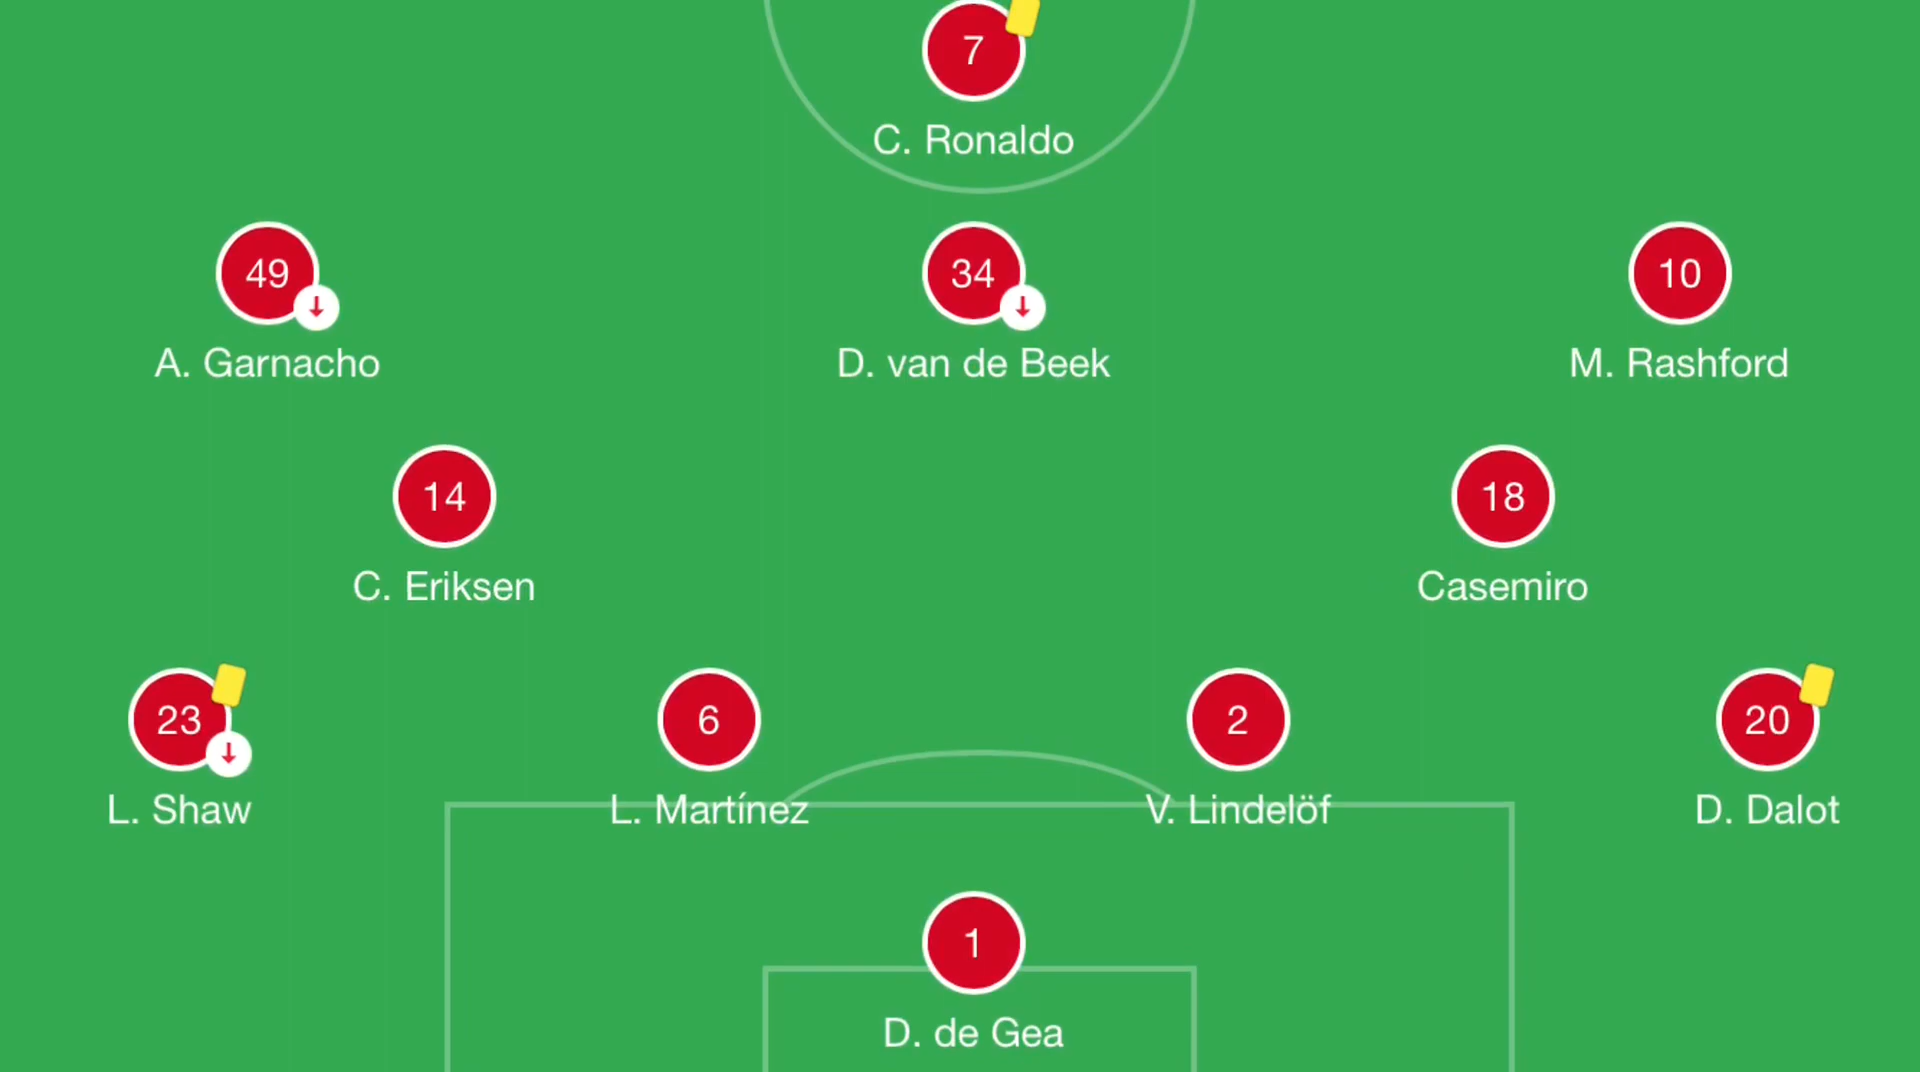 7
C. Ronaldo
49
34
10
A. Garnacho
D. van de Beek
M. Rashford
14
18
C. Eriksen
Casemiro
23
6
2
20
L. Shaw
L. Martínez
V. Lindelöf
D. Dalot
1
D. de Gea